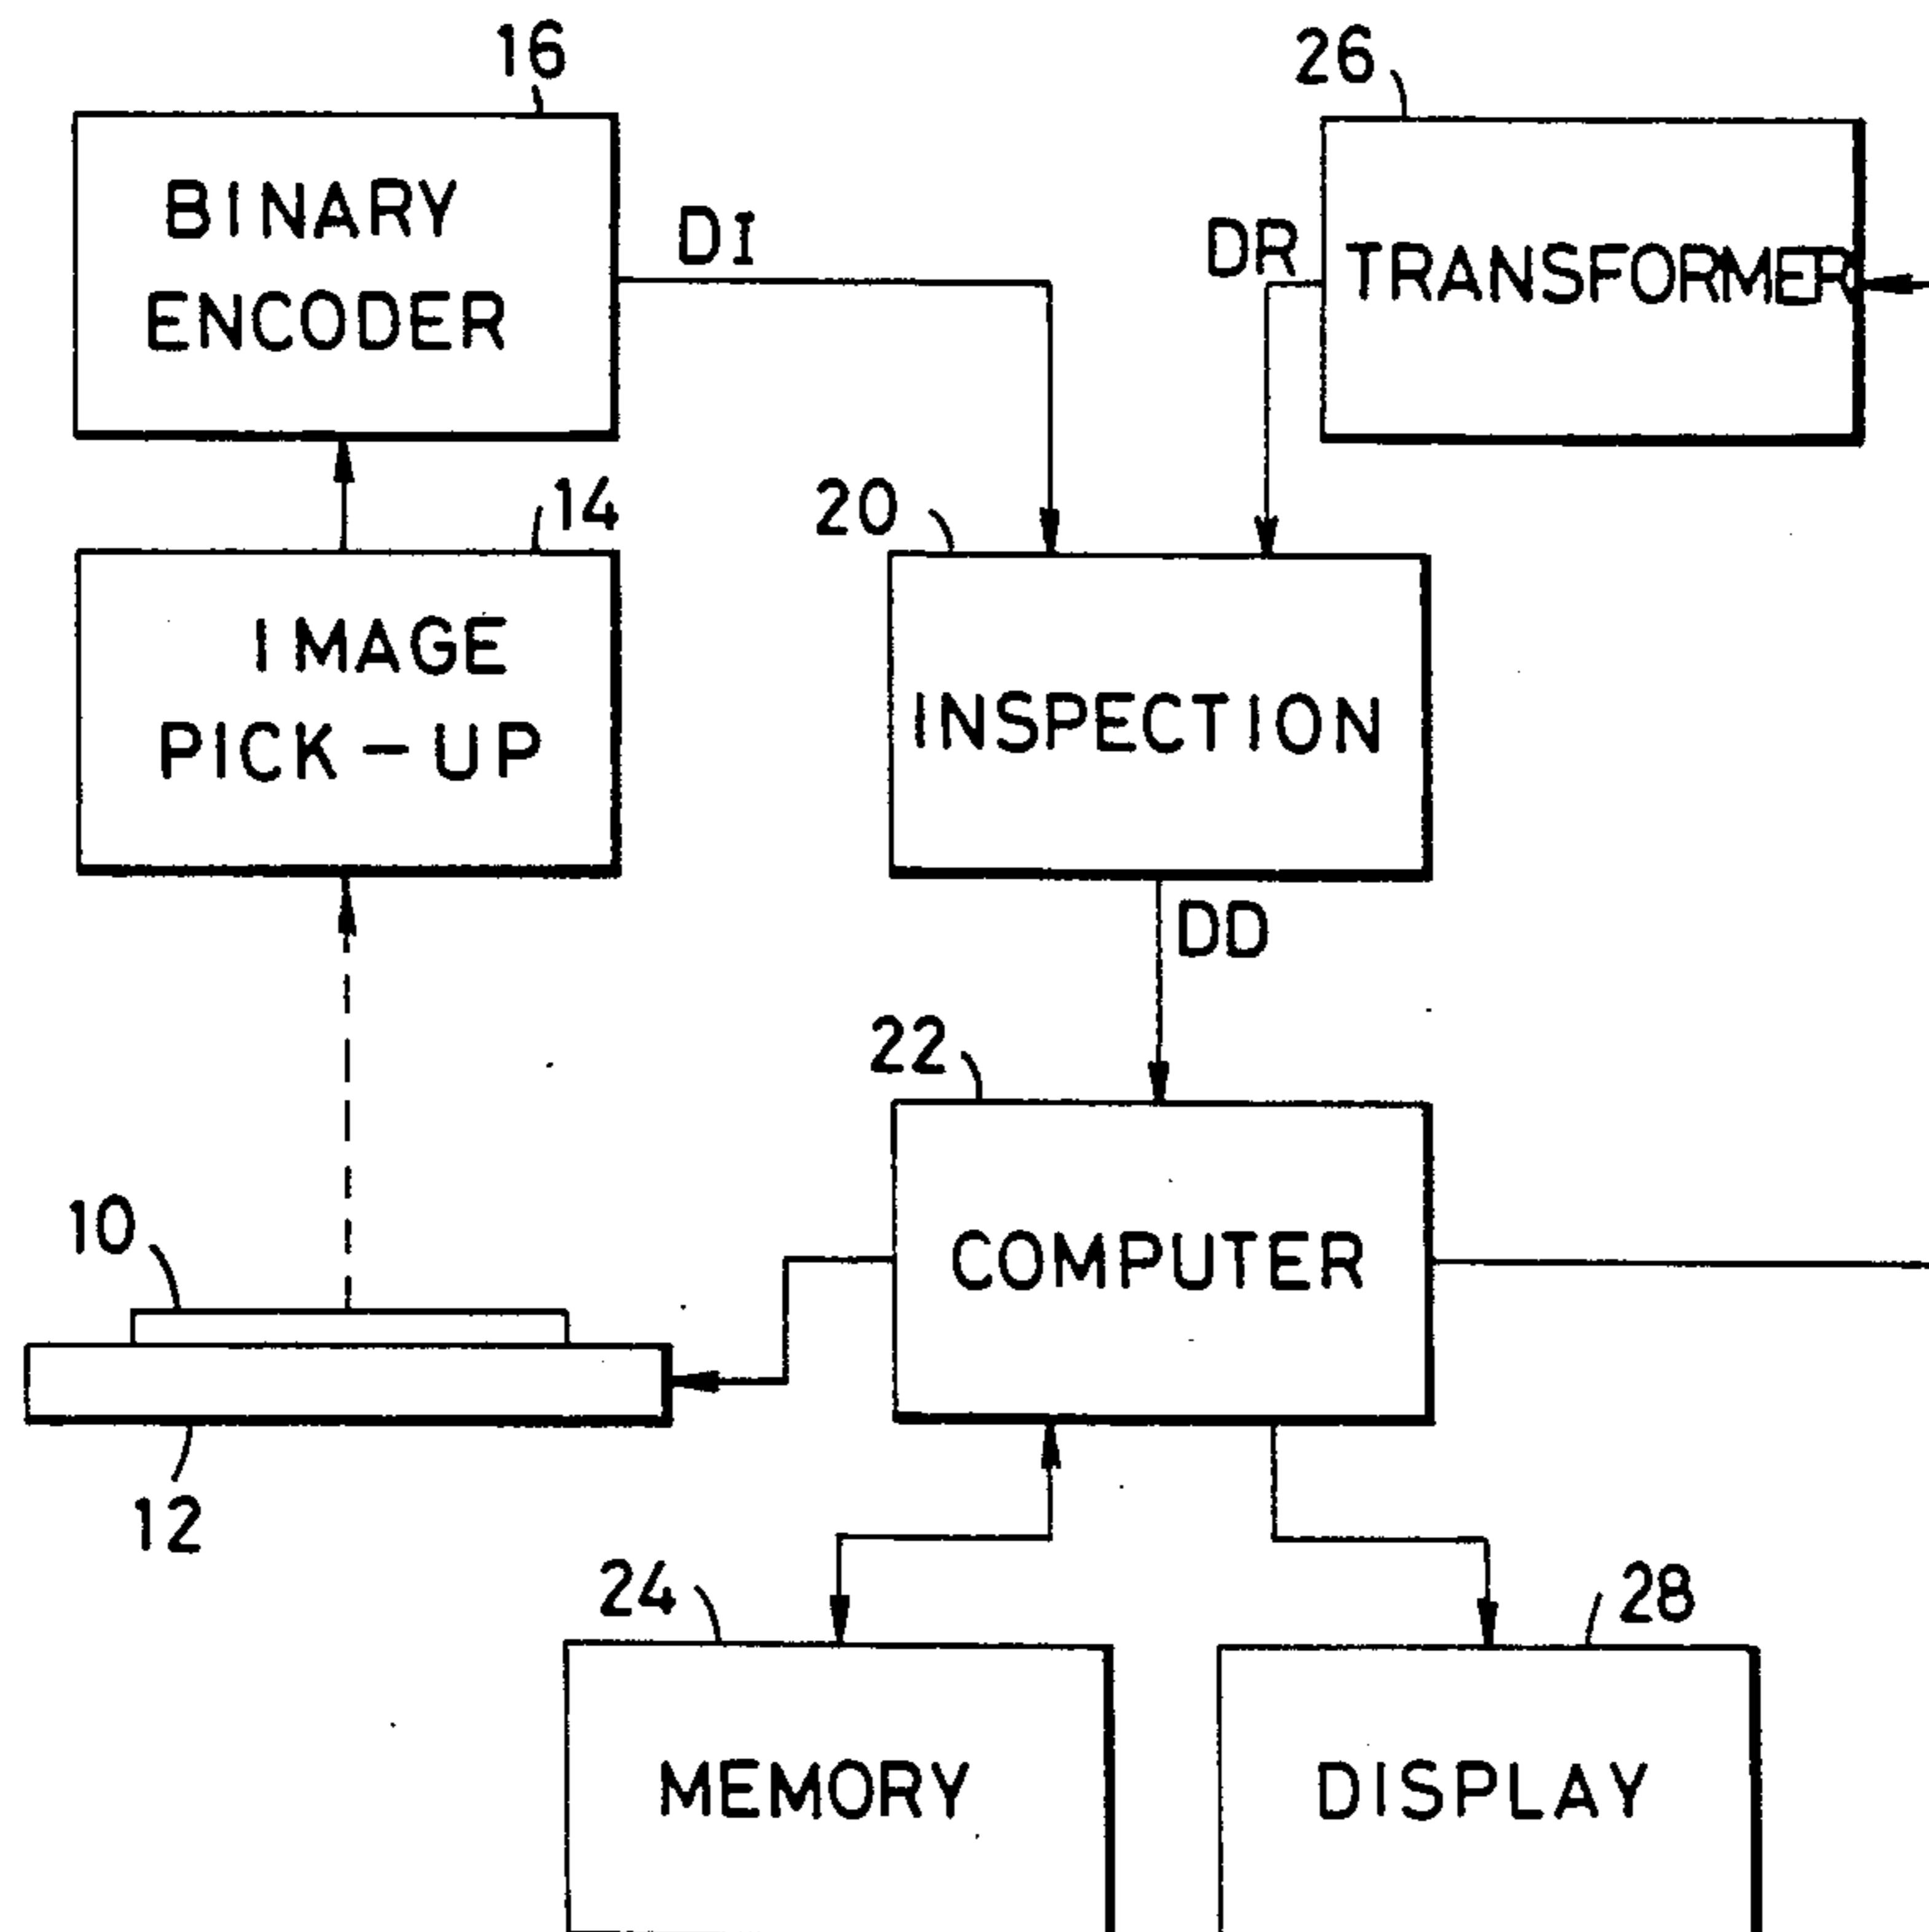 16
26
BINARY
ENCODER
DI
DR
TRANSFORMER
14
20
IMAGE
PICK-UP
INSPECTION
DD
22
10
COMPUTER
12
24
28
MEMORY
DISPLAY